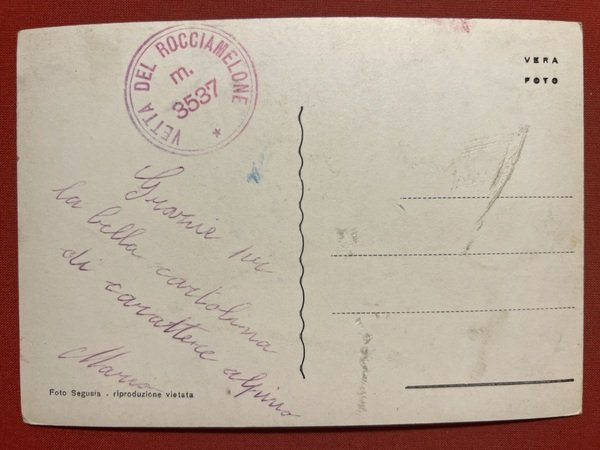 VETTA DEL ROCCIAMELONE *
m.
3537
VERA
FOTO
Grazie per
la bella cartolina
di carattere alpino
Mario
Foto Segusia - riproduzione vietata